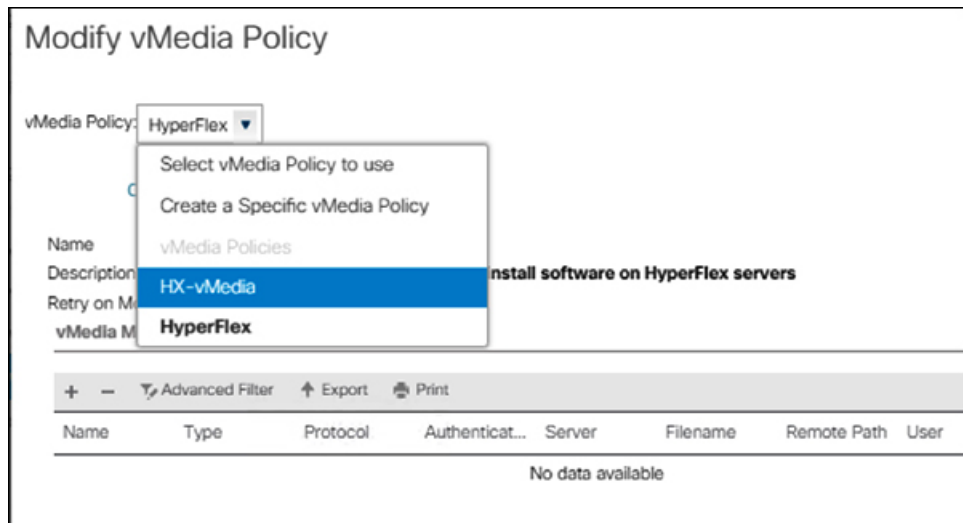 Modify vMedia Policy
vMedia Policy: HyperFlex
Select vMedia Policy to use
Create a Specific vMedia Policy
vMedia Policies
HX-vMedia
HyperFlex
Name
Description nstall software on HyperFlex servers
Retry on M
vMedia M
+ − Advanced Filter Export Print
Name Type Protocol Authenticat... Server Filename Remote Path User
No data available